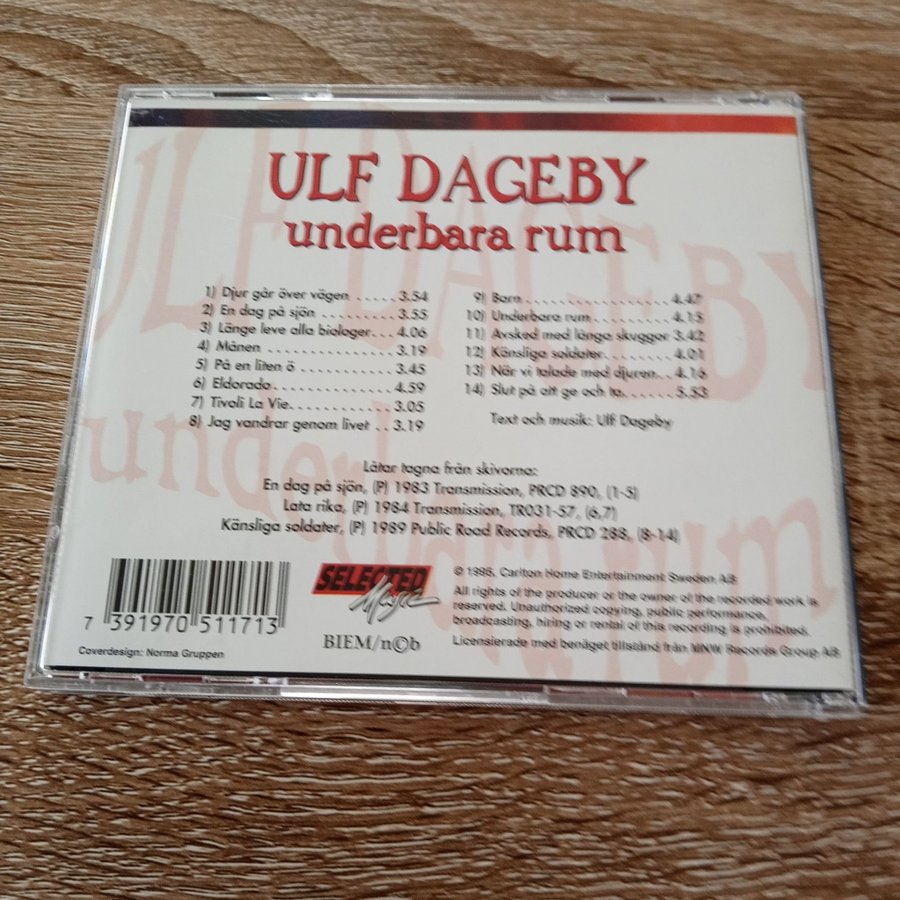 ULF DAGEBY
underbara rum
1) Djur går över vägen ..... 3.54
2) En dag på sjön ......... 3.55
3) Länge leve alla biologer... 4.06
4) Månen ............... 3.19
5) På en liten ö ............ 3.45
6) Eldorado............... 4.59
7) Tivoli La Vie............. 3.05
8) Jag vandrar genom livet .. 3.19
9) Barn.................. 4.47
10) Underbara rum.......... 4.15
11) Avsked med långa skuggor 3.42
12) Känsliga soldater......... 4.01
13) När vi talade med djuren... 4.16
14) Slut på att ge och ta....... 5.53
Text och musik: Ulf Dageby
Låtar tagna från skivorna:
En dag på sjön, (P) 1983 Transmission, PRCD 890, (1-5)
Lata rika, (P) 1984 Transmission, TR031-57, (6,7)
Känsliga soldater, (P) 1989 Public Road Records, PRCD 288, (8-14)
7 391970 511713
Coverdesign: Norma Gruppen
SELECTED
Music
BIEM/n©b
© 1996, Carlton Home Entertainment Sweden AB
All rights of the producer or the owner of the recorded work is
reserved. Unauthorized copying, public performance,
broadcasting, hiring or rental of this recording is prohibited.
Licensierade med benäget tillstånd från MNW Records Group AB
ULF DAGEBY
underbara rum